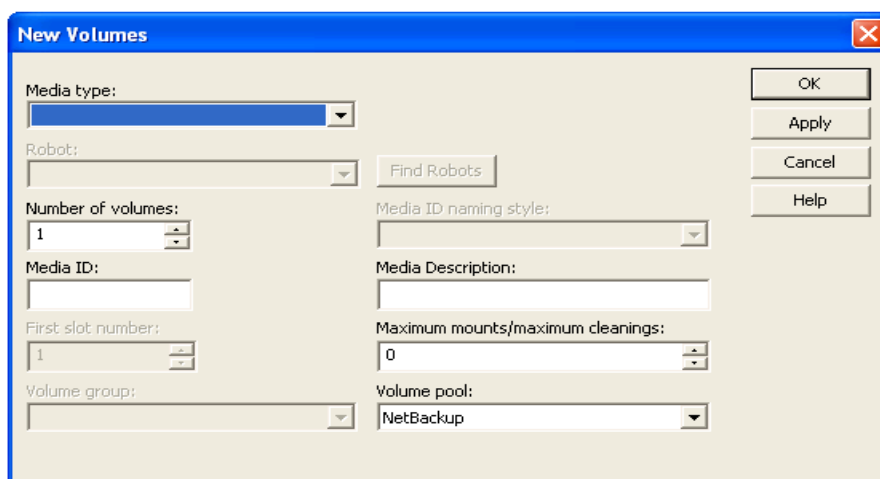 New Volumes
Media type:
OK
Apply
Robot:
Find Robots
Cancel
Number of volumes:
Media ID naming style:
Help
1
Media ID:
Media Description:
First slot number:
Maximum mounts/maximum cleanings:
1
0
Volume group:
Volume pool:
NetBackup